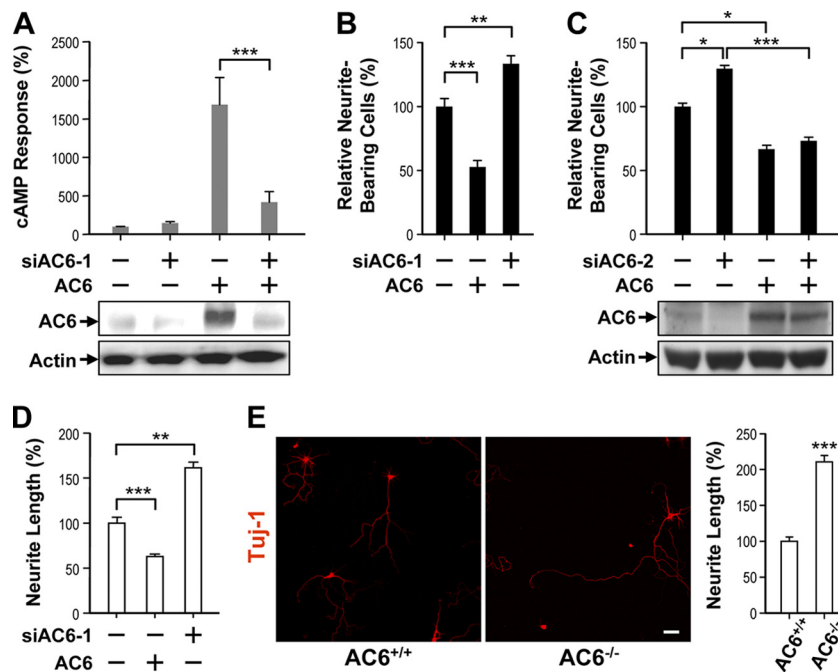 A
cAMP Response (%)
2500
2000
1500
1000
500
0
***
siAC6-1 – + – +
AC6 – – + +
AC6
Actin
B
Relative Neurite-
Bearing Cells (%)
150
100
50
0
**
***
siAC6-1 – – +
AC6 – + –
C
Relative Neurite-
Bearing Cells (%)
150
100
50
0
*
* ***
siAC6-2 – + – +
AC6 – – + +
AC6
Actin
D
Neurite Length (%)
200
150
100
50
0
**
***
siAC6-1 – – +
AC6 – + –
E
Tuj-1
AC6+/+ AC6-/-
Neurite Length (%)
250
200
150
100
50
0
***
AC6+/+
AC6-/-